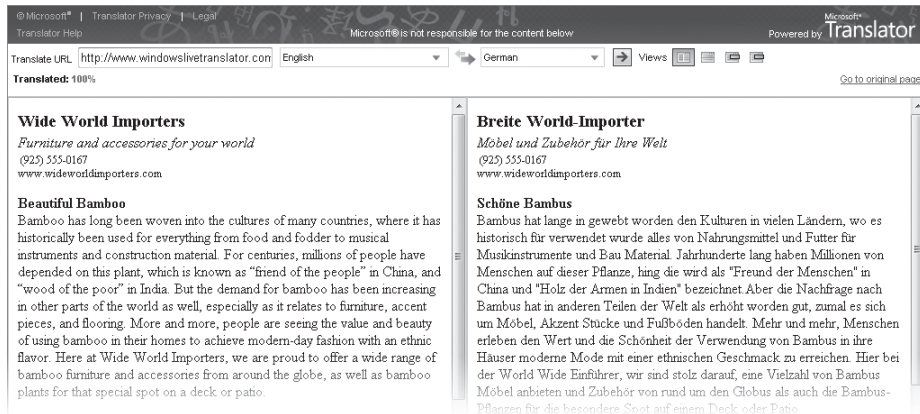 © Microsoft® | Translator Privacy | Legal
Translator Help
Microsoft® is not responsible for the content below
Powered by Microsoft® Translator
Translate URL http://www.windowslivetranslator.con English German Views
Translated: 100%
Go to original page
Wide World Importers
Furniture and accessories for your world
(925) 555-0167
www.wideworldimporters.com
Beautiful Bamboo
Bamboo has long been woven into the cultures of many countries, where it has
historically been used for everything from food and fodder to musical
instruments and construction material. For centuries, millions of people have
depended on this plant, which is known as "friend of the people" in China, and
"wood of the poor" in India. But the demand for bamboo has been increasing
in other parts of the world as well, especially as it relates to furniture, accent
pieces, and flooring. More and more, people are seeing the value and beauty
of using bamboo in their homes to achieve modern-day fashion with an ethnic
flavor. Here at Wide World Importers, we are proud to offer a wide range of
bamboo furniture and accessories from around the globe, as well as bamboo
plants for that special spot on a deck or patio.
Breite World-Importer
Möbel und Zubehör für Ihre Welt
(925) 555-0167
www.wideworldimporters.com
Schöne Bambus
Bambus hat lange in gewebt worden den Kulturen in vielen Ländern, wo es
historisch für verwendet wurde alles von Nahrungsmittel und Futter für
Musikinstrumente und Bau Material. Jahrhunderte lang haben Millionen von
Menschen auf dieser Pflanze, hing die wird als "Freund der Menschen" in
China und "Holz der Armen in Indien" bezeichnet.Aber die Nachfrage nach
Bambus hat in anderen Teilen der Welt als erhöht worden gut, zumal es sich
um Möbel, Akzent Stücke und Fußböden handelt. Mehr und mehr, Menschen
erleben den Wert und die Schönheit der Verwendung von Bambus in ihre
Häuser moderne Mode mit einer ethnischen Geschmack zu erreichen. Hier bei
der World Wide Einführer, wir sind stolz darauf, eine Vielzahl von Bambus
Möbel anbieten und Zubehör von rund um den Globus als auch die Bambus-
Pflanzen für die besondere Spot auf einem Deck oder Patio.